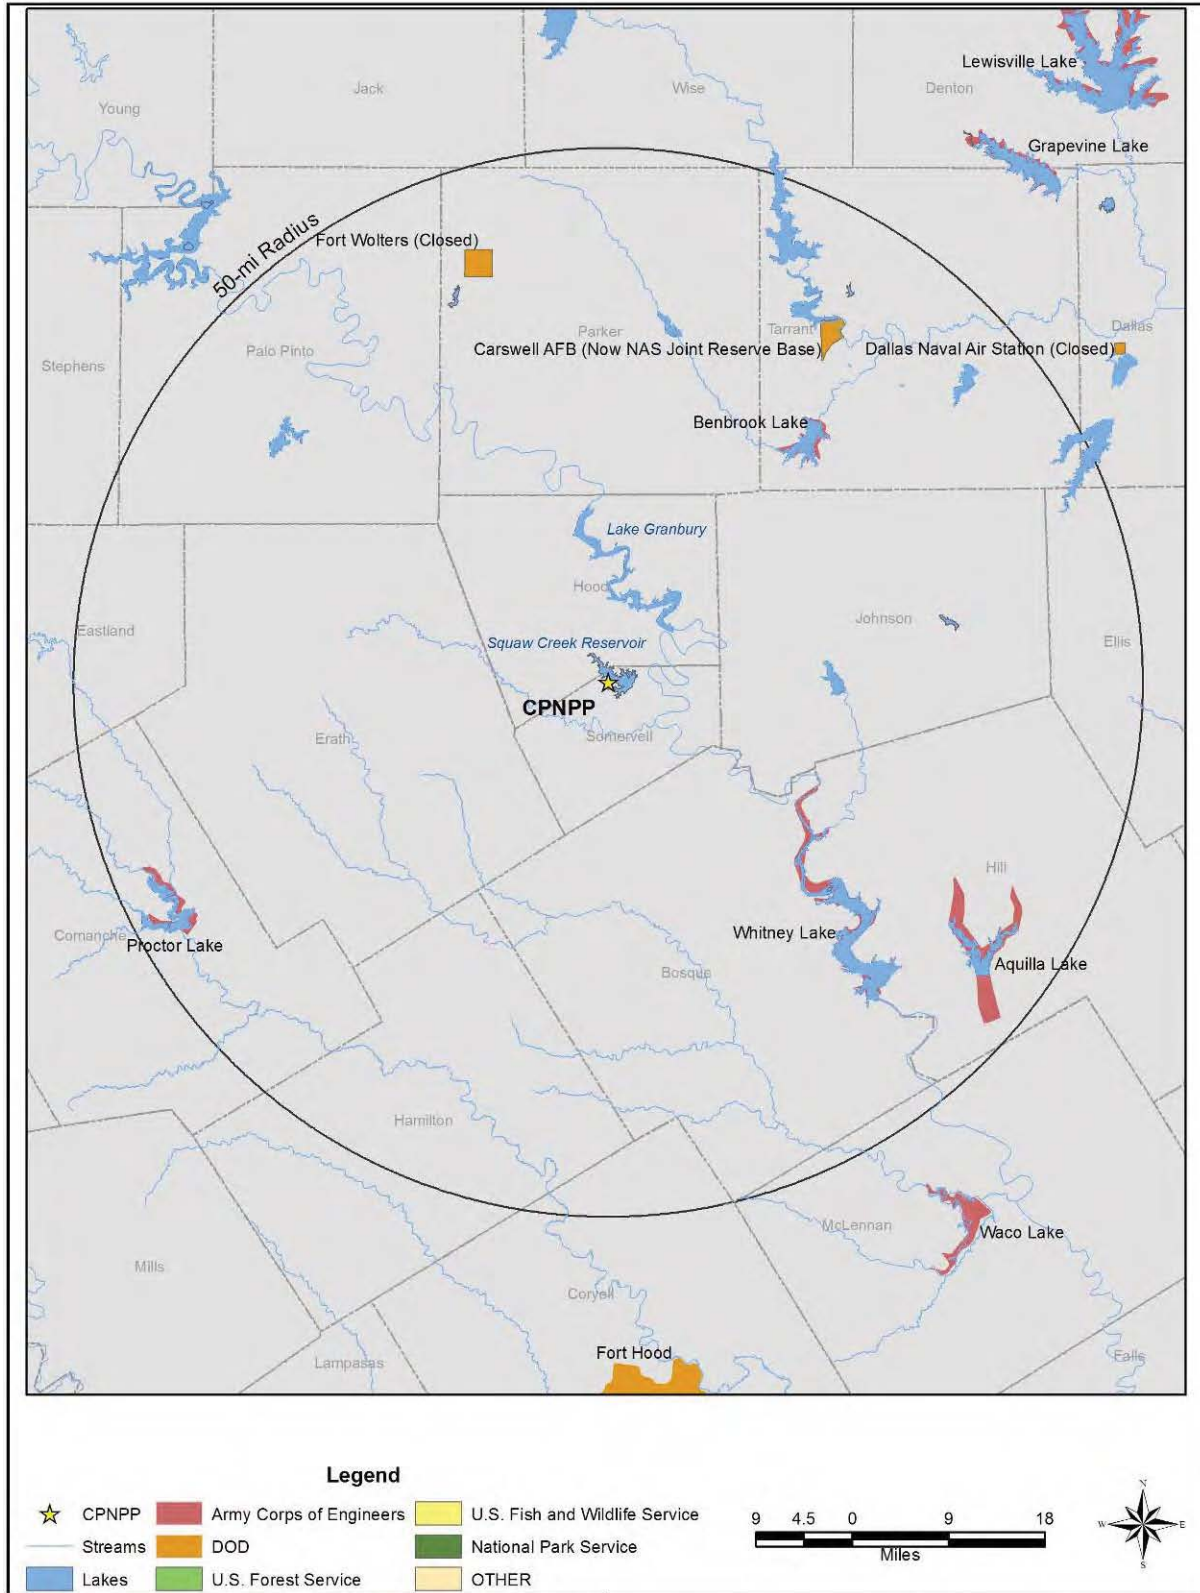 Lewisville Lake
Young
Jack
Wise
Denton
Grapevine Lake
50-mi Radius
Fort Wolters (Closed)
Parker
Tarrant
Dallas
Palo Pinto
Carswell AFB (Now NAS Joint Reserve Base)
Dallas Naval Air Station (Closed)
Stephens
Benbrook Lake
Lake Granbury
Hood
Johnson
Eastland
Squaw Creek Reservoir
Ellis
CPNPP
Erath
Somervell
Hill
Comanche
Proctor Lake
Whitney Lake
Aquilla Lake
Bosque
Hamilton
McLennan
Waco Lake
Mills
Coryell
Fort Hood
Lampasas
Falls
Legend
CPNPP
Army Corps of Engineers
U.S. Fish and Wildlife Service
Streams
DOD
National Park Service
Lakes
U.S. Forest Service
OTHER
9 4.5 0 9 18
Miles
N
W
E
S